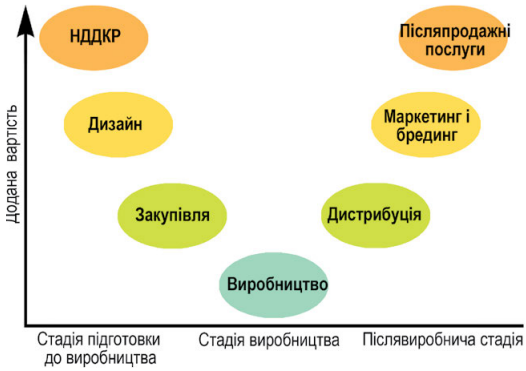 НДДКР
Післяпродажні
послуги
Дизайн
Маркетинг і
брединг
Закупівля
Дистрибуція
Виробництво
Додана вартість
Стадія підготовки
до виробництва
Стадія виробництва
Післявиробнича стадія